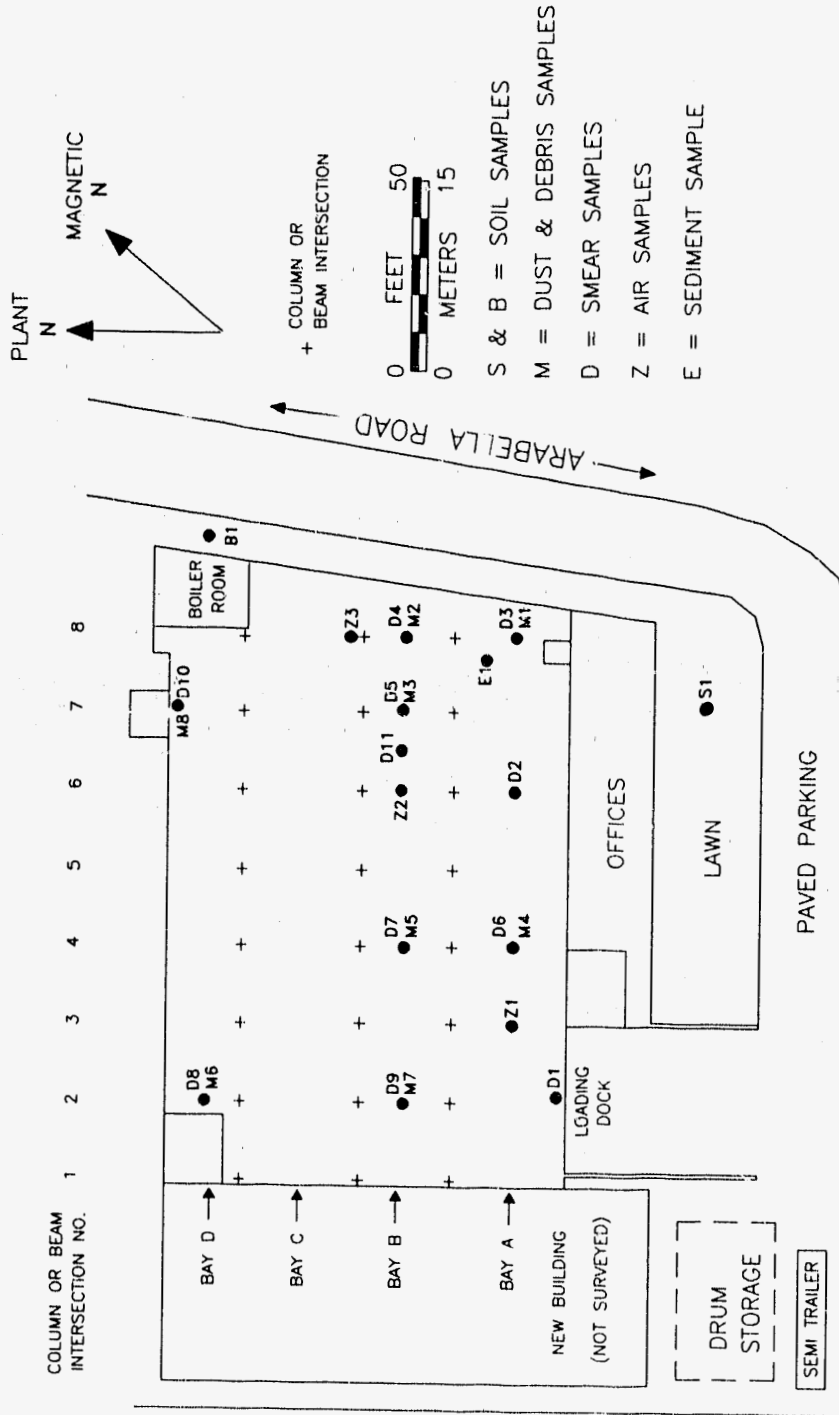 COLUMN OR BEAM
INTERSECTION NO.
1
2
3
4
5
6
7
8
PLANT
N
MAGNETIC
N
+ COLUMN OR
BEAM INTERSECTION
0 FEET 50
0 METERS 15
S & B = SOIL SAMPLES
M = DUST & DEBRIS SAMPLES
D = SMEAR SAMPLES
Z = AIR SAMPLES
E = SEDIMENT SAMPLE
ARABELLA ROAD
BOILER
ROOM
B1
M8
D10
BAY D
D8
M6
BAY C
Z3
BAY B
D9
M7
D7
M5
Z2
D11
D5
M3
D4
M2
BAY A
Z1
D6
M4
D2
E1
D3
M1
D1
NEW BUILDING
(NOT SURVEYED)
LOADING
DOCK
OFFICES
LAWN
S1
DRUM
STORAGE
SEMI TRAILER
PAVED PARKING